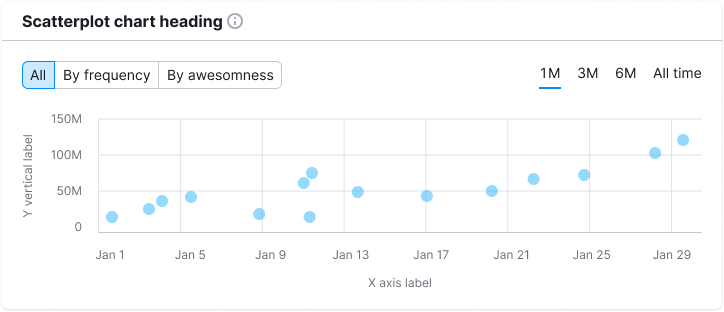 Scatterplot chart heading
All By frequency By awesomness
1M 3M 6M All time
150M
100M
50M
0
Y vertical label
Jan 1 Jan 5 Jan 9 Jan 13 Jan 17 Jan 21 Jan 25 Jan 29
X axis label